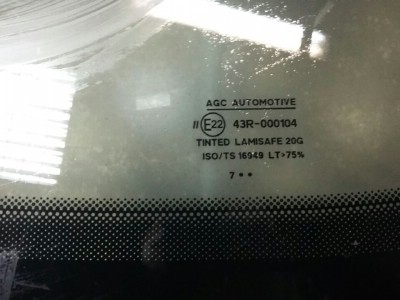 AGC AUTOMOTIVE
II E22 43R-000104
TINTED LAMISAFE 20G
ISO/TS 16949 LT>75%
7 • •